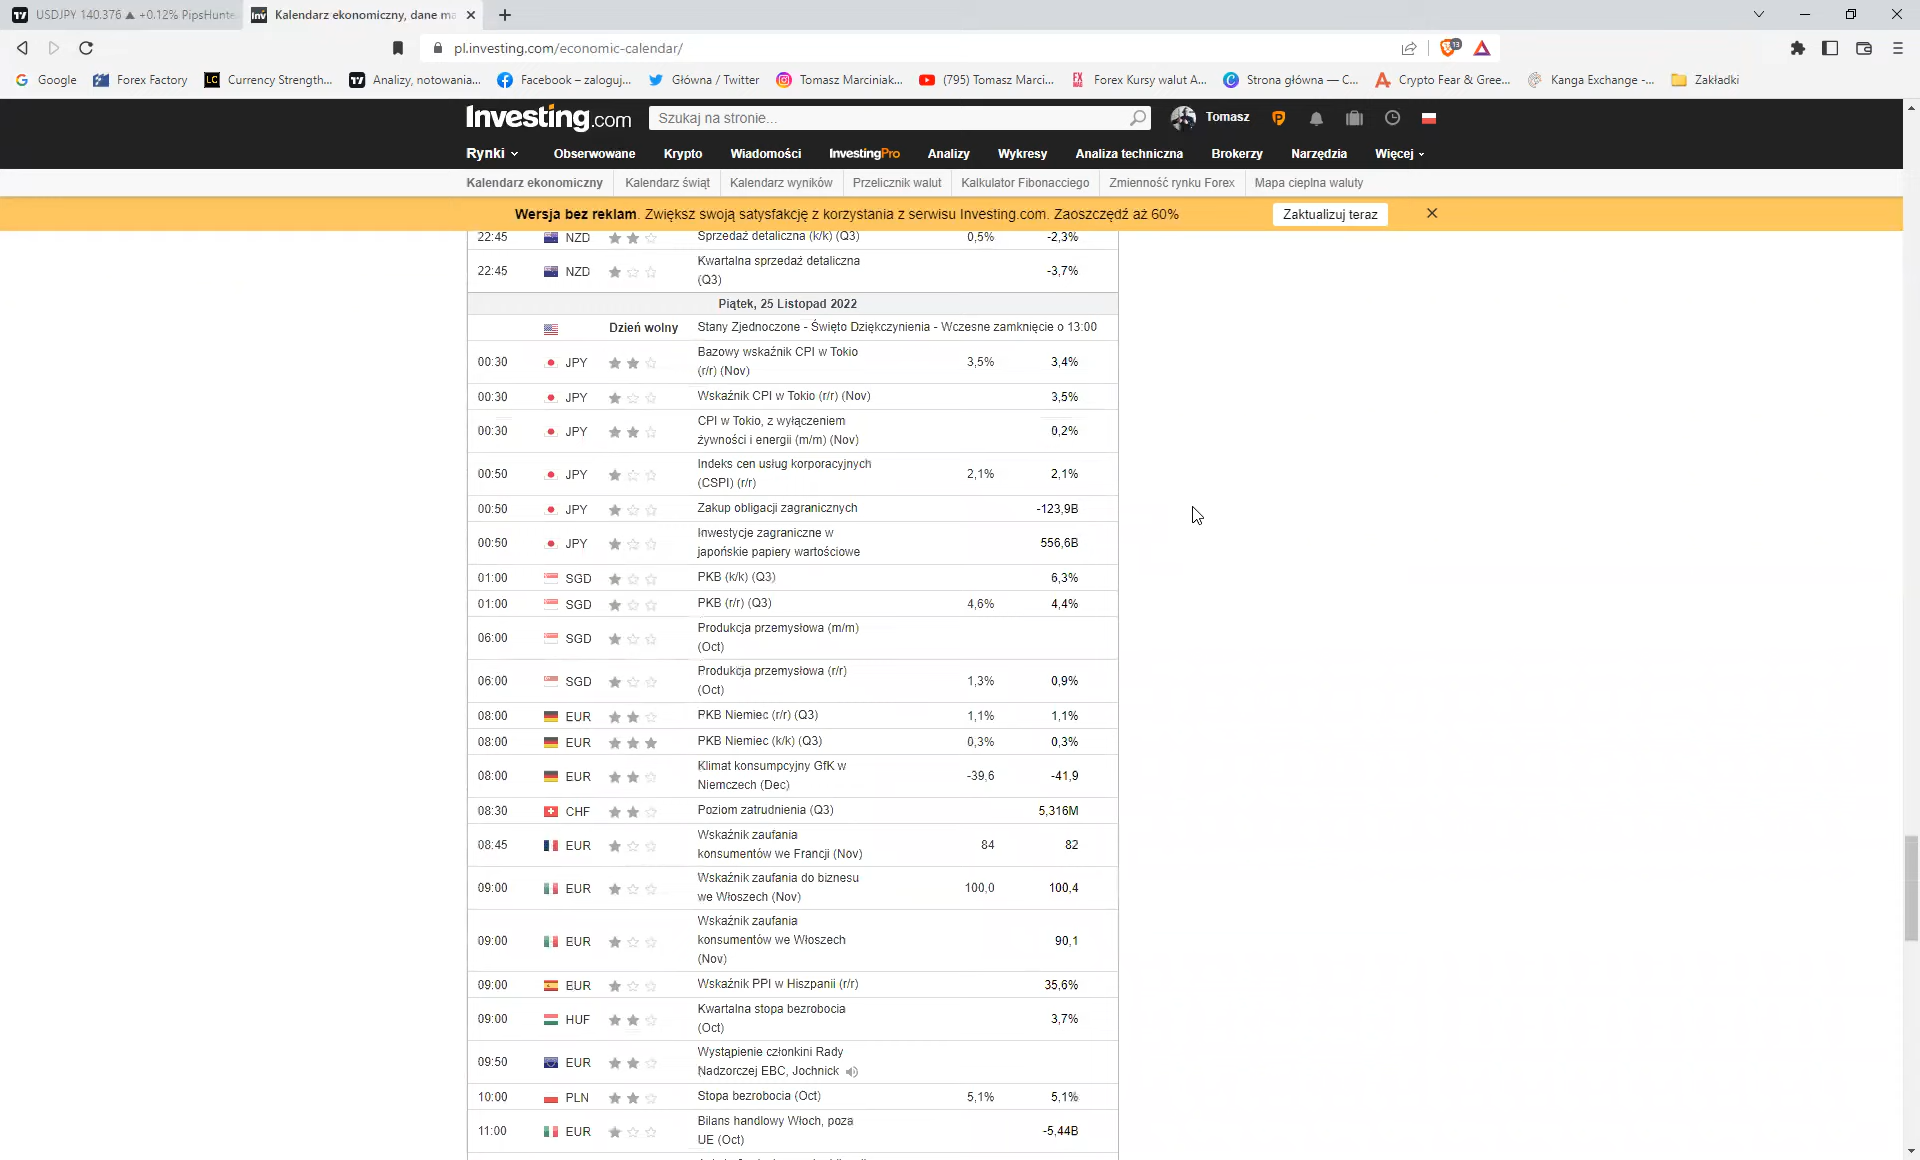 USDJPY 140.376 ▲ +0.12% PipsHunte
Kalendarz ekonomiczny, dane ma
pl.investing.com/economic-calendar/
Google Forex Factory Currency Strength... Analizy, notowania... Facebook – zaloguj... Główna / Twitter Tomasz Marciniak... (795) Tomasz Marci... Forex Kursy walut A... Strona główna — C... Crypto Fear & Gree... Kanga Exchange -... Zakładki
Investing.com Szukaj na stronie... Tomasz
Rynki Obserwowane Krypto Wiadomości InvestingPro Analizy Wykresy Analiza techniczna Brokerzy Narzędzia Więcej
Kalendarz ekonomiczny Kalendarz świąt Kalendarz wyników Przelicznik walut Kalkulator Fibonacciego Zmienność rynku Forex Mapa cieplna waluty
Wersja bez reklam. Zwiększ swoją satysfakcję z korzystania z serwisu Investing.com. Zaoszczędź aż 60% Zaktualizuj teraz
22:45 NZD Sprzedaż detaliczna (k/k) (Q3) 0,5% -2,3%
22:45 NZD Kwartalna sprzedaż detaliczna
(Q3) -3,7%
Piątek, 25 Listopad 2022
Dzień wolny Stany Zjednoczone - Święto Dziękczynienia - Wczesne zamknięcie o 13:00
00:30 JPY Bazowy wskaźnik CPI w Tokio
(r/r) (Nov) 3,5% 3,4%
00:30 JPY Wskaźnik CPI w Tokio (r/r) (Nov) 3,5%
00:30 JPY CPI w Tokio, z wyłączeniem
żywności i energii (m/m) (Nov) 0,2%
00:50 JPY Indeks cen usług korporacyjnych
(CSPI) (r/r) 2,1% 2,1%
00:50 JPY Zakup obligacji zagranicznych -123,9B
00:50 JPY Inwestycje zagraniczne w
japońskie papiery wartościowe 556,6B
01:00 SGD PKB (k/k) (Q3) 6,3%
01:00 SGD PKB (r/r) (Q3) 4,6% 4,4%
06:00 SGD Produkcja przemysłowa (m/m)
(Oct)
06:00 SGD Produkcja przemysłowa (r/r)
(Oct) 1,3% 0,9%
08:00 EUR PKB Niemiec (r/r) (Q3) 1,1% 1,1%
08:00 EUR PKB Niemiec (k/k) (Q3) 0,3% 0,3%
08:00 EUR Klimat konsumpcyjny GfK w
Niemczech (Dec) -39,6 -41,9
08:30 CHF Poziom zatrudnienia (Q3) 5,316M
08:45 EUR Wskaźnik zaufania
konsumentów we Francji (Nov) 84 82
09:00 EUR Wskaźnik zaufania do biznesu
we Włoszech (Nov) 100,0 100,4
09:00 EUR Wskaźnik zaufania
konsumentów we Włoszech
(Nov) 90,1
09:00 EUR Wskaźnik PPI w Hiszpanii (r/r) 35,6%
09:00 HUF Kwartalna stopa bezrobocia
(Oct) 3,7%
09:50 EUR Wystąpienie członkini Rady
Nadzorczej EBC, Jochnick
10:00 PLN Stopa bezrobocia (Oct) 5,1% 5,1%
11:00 EUR Bilans handlowy Włoch, poza
UE (Oct) -5,44B